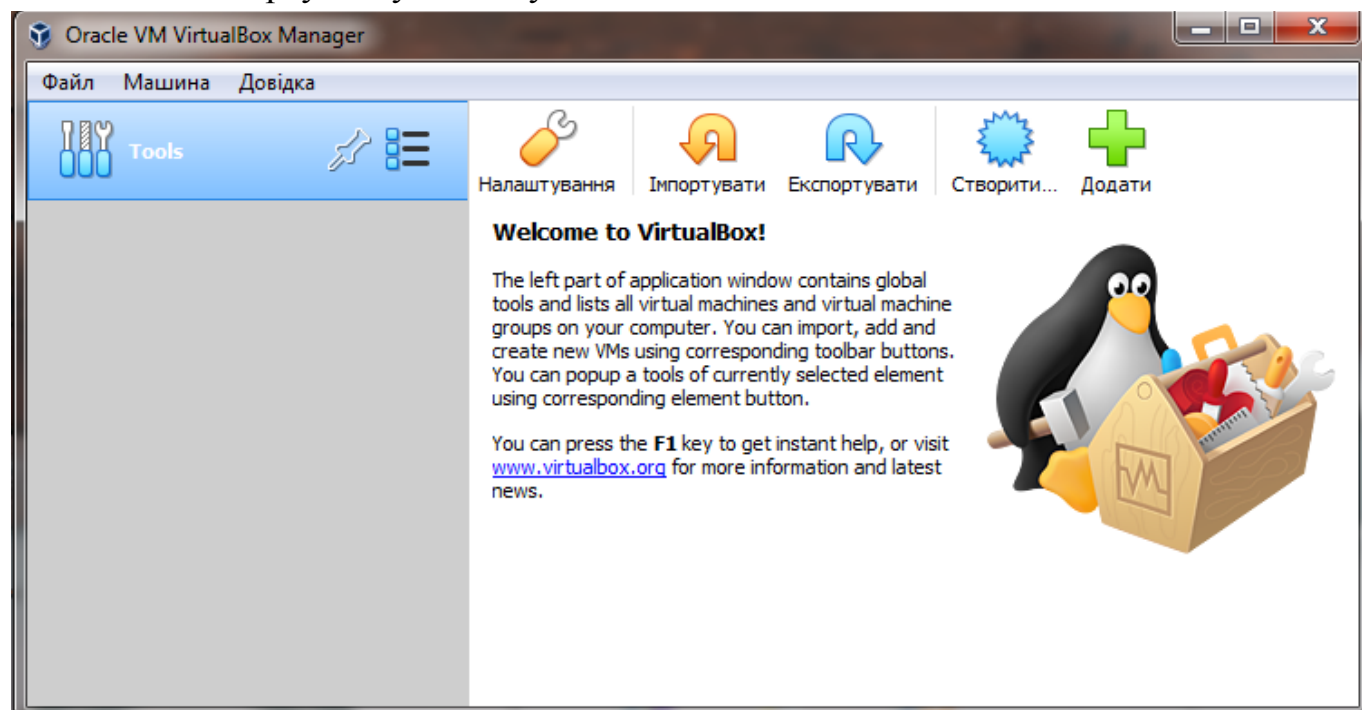 Oracle VM VirtualBox Manager
Файл Машина Довідка
Tools
Налаштування Імпортувати Експортувати Створити... Додати
Welcome to VirtualBox!
The left part of application window contains global
tools and lists all virtual machines and virtual machine
groups on your computer. You can import, add and
create new VMs using corresponding toolbar buttons.
You can popup a tools of currently selected element
using corresponding element button.
You can press the F1 key to get instant help, or visit
www.virtualbox.org for more information and latest
news.